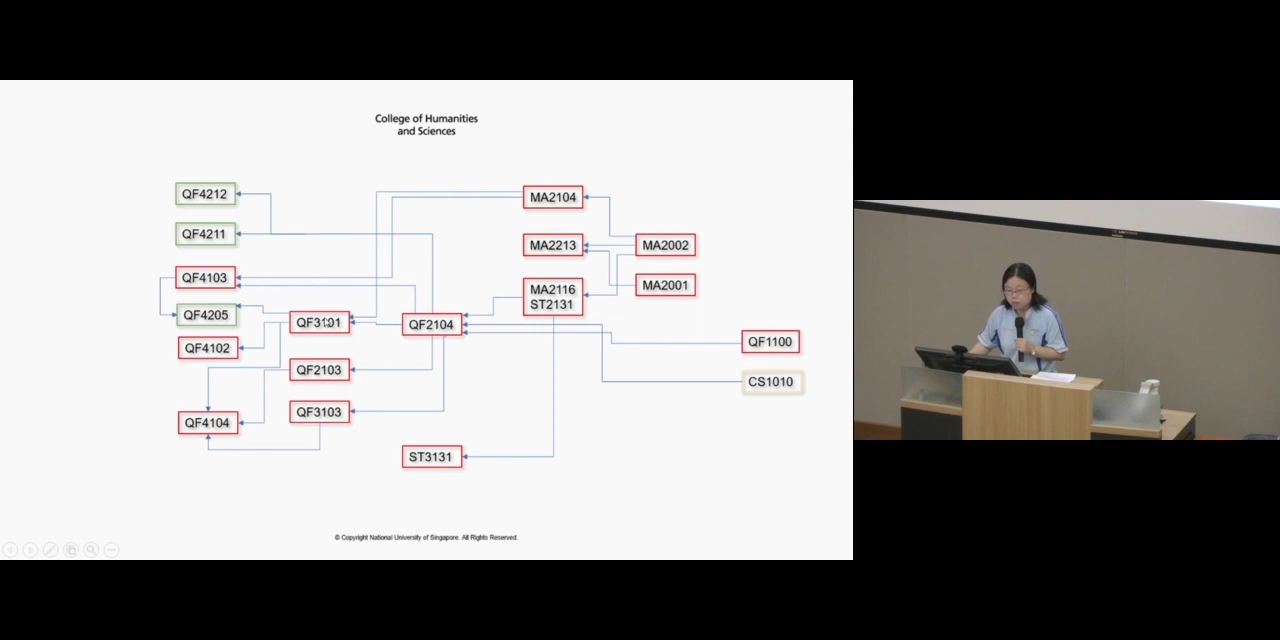 College of Humanities
and Sciences
QF4212
MA2104
QF4211
MA2213
MA2002
QF4103
MA2001
MA2116
ST2131
QF4205
QF3101
QF2104
QF4102
QF1100
QF2103
CS1010
QF4104
QF3103
ST3131
© Copyright National University of Singapore. All Rights Reserved.